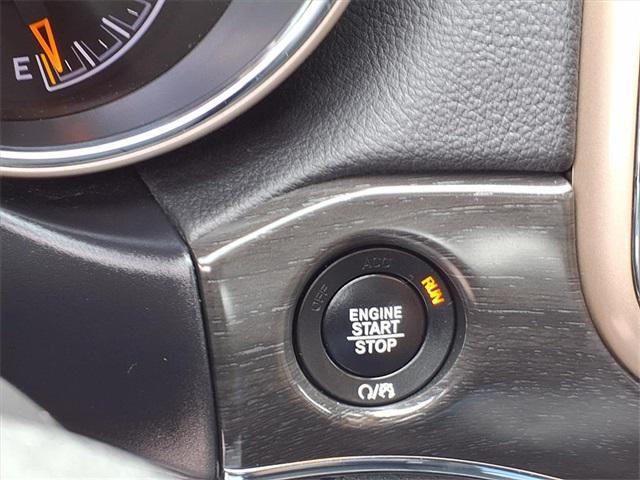 E
OFF
ACC
RUN
ENGINE
START
STOP